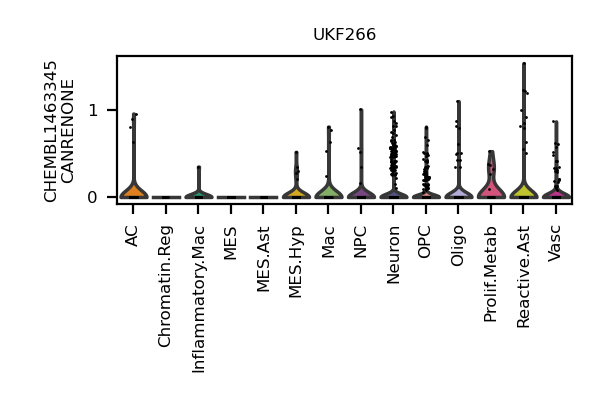 UKF266
CHEMBL1463345
CANRENONE
1
0
AC
Chromatin.Reg
Inflammatory.Mac
MES
MES.Ast
MES.Hyp
Mac
NPC
Neuron
OPC
Oligo
Prolif.Metab
Reactive.Ast
Vasc